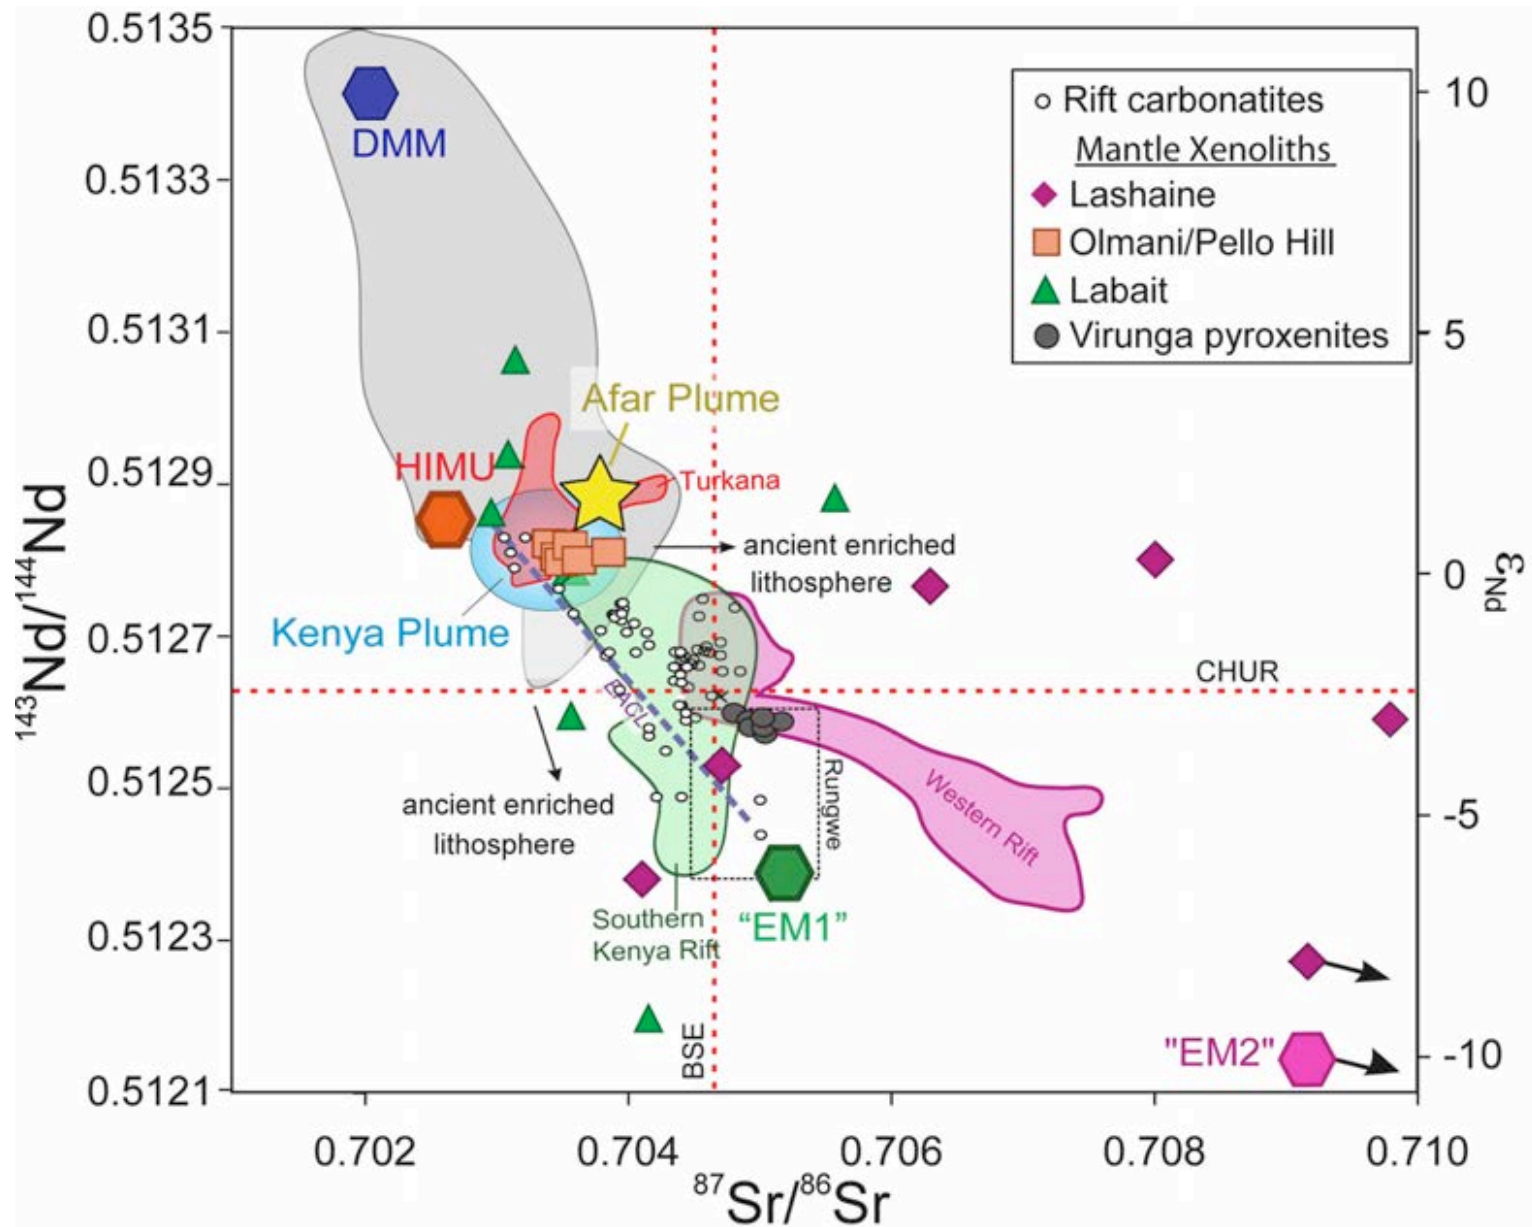 0.5135
0.5133
0.5131
0.5129
0.5127
0.5125
0.5123
0.5121
143Nd/144Nd
10
5
0
-5
-10
εNd
0.702
0.704
0.706
0.708
0.710
87Sr/86Sr
Rift carbonatites
Mantle Xenoliths
Lashaine
Olmani/Pello Hill
Labait
Virunga pyroxenites
DMM
Afar Plume
HIMU
Turkana
ancient enriched
lithosphere
Kenya Plume
CHUR
EACL
ancient enriched
lithosphere
Rungwe
Western Rift
Southern
Kenya Rift
“EM1”
BSE
"EM2"